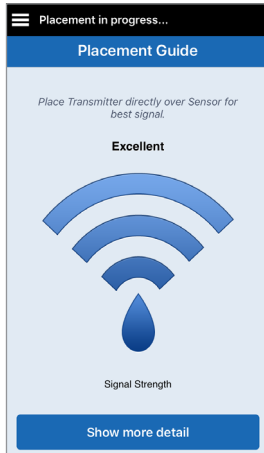 Placement in progress...
Placement Guide
Place Transmitter directly over Sensor for
best signal.
Excellent
Signal Strength
Show more detail